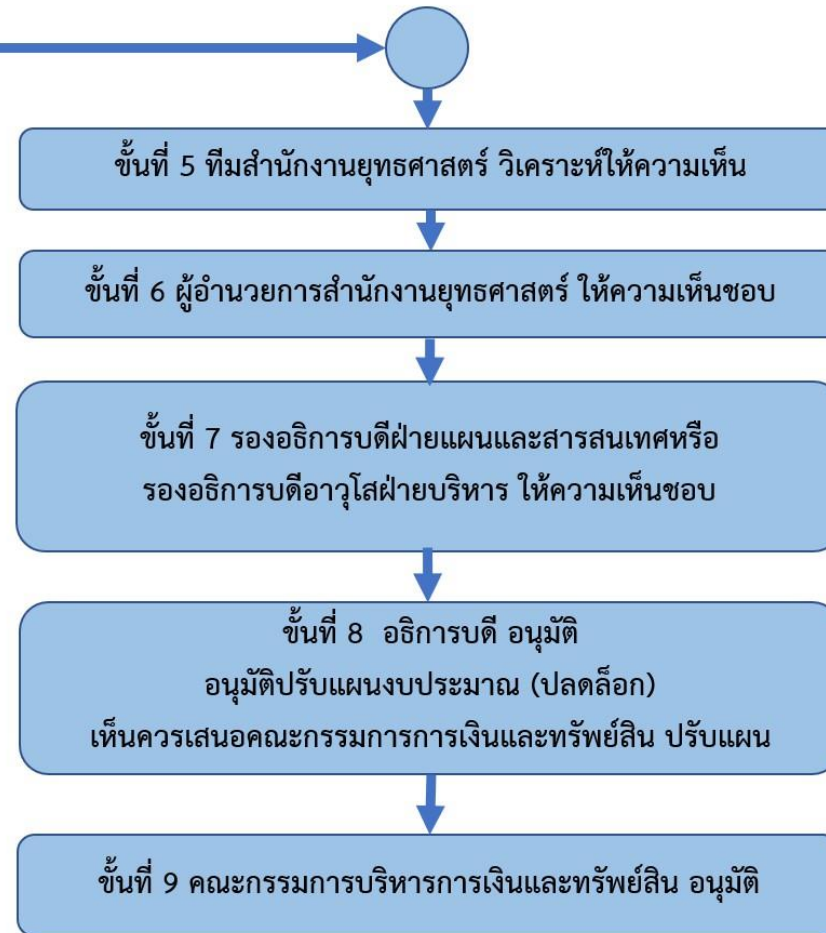 ขั้นที่ 5 ทีมสำนักงานยุทธศาสตร์ วิเคราะห์ให้ความเห็น
ขั้นที่ 6 ผู้อำนวยการสำนักงานยุทธศาสตร์ ให้ความเห็นชอบ
ขั้นที่ 7 รองอธิการบดีฝ่ายแผนและสารสนเทศหรือ
รองอธิการบดีอาวุโสฝ่ายบริหาร ให้ความเห็นชอบ
ขั้นที่ 8 อธิการบดี อนุมัติ
อนุมัติปรับแผนงบประมาณ (ปลดล็อก)
เห็นควรเสนอคณะกรรมการการเงินและทรัพย์สิน ปรับแผน
ขั้นที่ 9 คณะกรรมการบริหารการเงินและทรัพย์สิน อนุมัติ